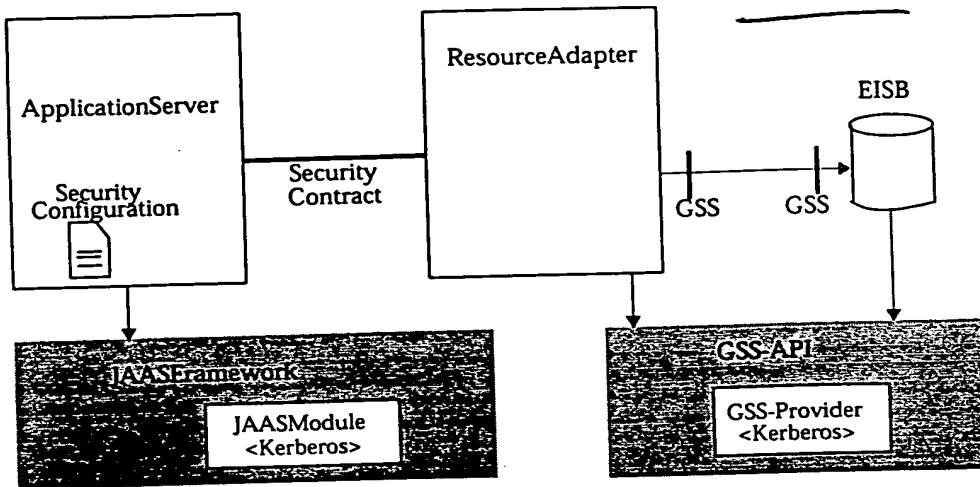 ApplicationServer
Security
Configuration
Security
Contract
ResourceAdapter
GSS
GSS
EISB
JAASFramework
JAASModule
<Kerberos>
GSS-API
GSS-Provider
<Kerberos>